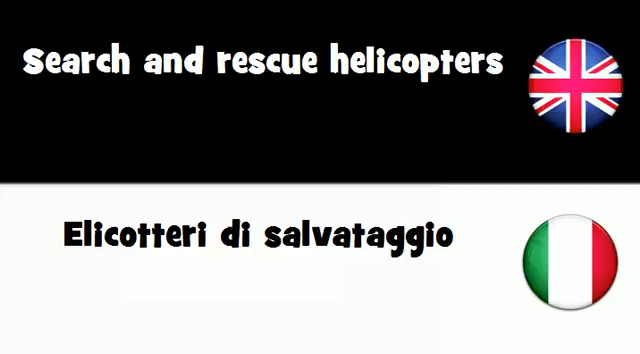 Search and rescue helicopters
Elicotteri di salvataggio